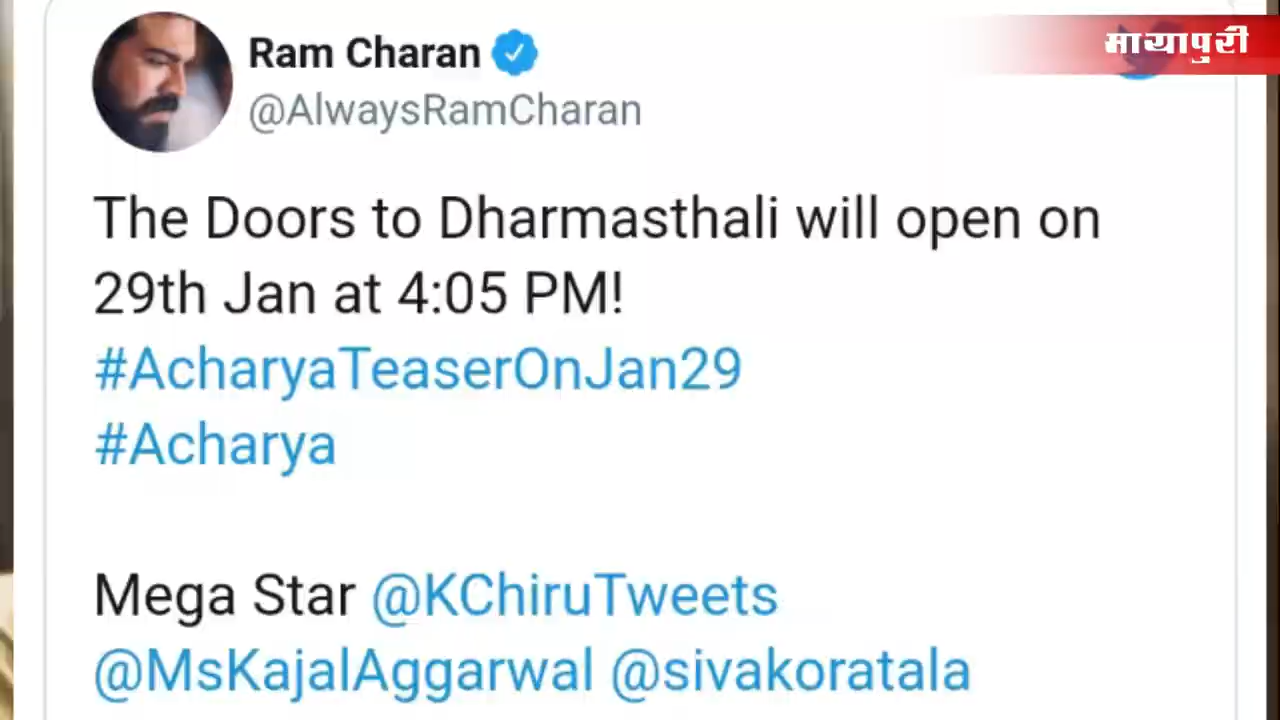 मायापुरी
Ram Charan
@AlwaysRamCharan
The Doors to Dharmasthali will open on
29th Jan at 4:05 PM!
#AcharyaTeaserOnJan29
#Acharya
Mega Star @KChiruTweets
@MsKajalAggarwal @sivakoratala